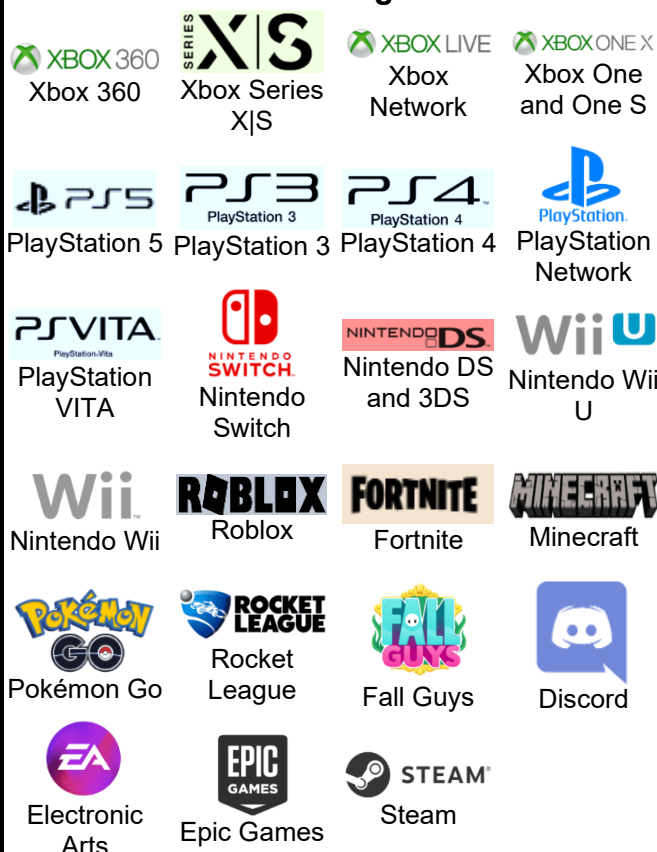 XBOX 360
Xbox 360
SERIES X|S
Xbox Series
X|S
XBOX LIVE
Xbox
Network
XBOX ONE X
Xbox One
and One S
PS5
PlayStation 5
PS3
PlayStation 3
PlayStation 3
PS4
PlayStation 4
PlayStation 4
PlayStation
PlayStation
Network
PSVITA
PlayStation Vita
PlayStation
VITA
NINTENDO
SWITCH
Nintendo
Switch
NINTENDO DS
Nintendo DS
and 3DS
Wii U
Nintendo Wii
U
Wii
Nintendo Wii
ROBLOX
Roblox
FORTNITE
Fortnite
MINECRAFT
Minecraft
POKéMON
GO
Pokémon Go
ROCKET
LEAGUE
Rocket
League
FALL
GUYS
Fall Guys
Discord
EA
Electronic
Arts
EPIC
GAMES
Epic Games
STEAM
Steam